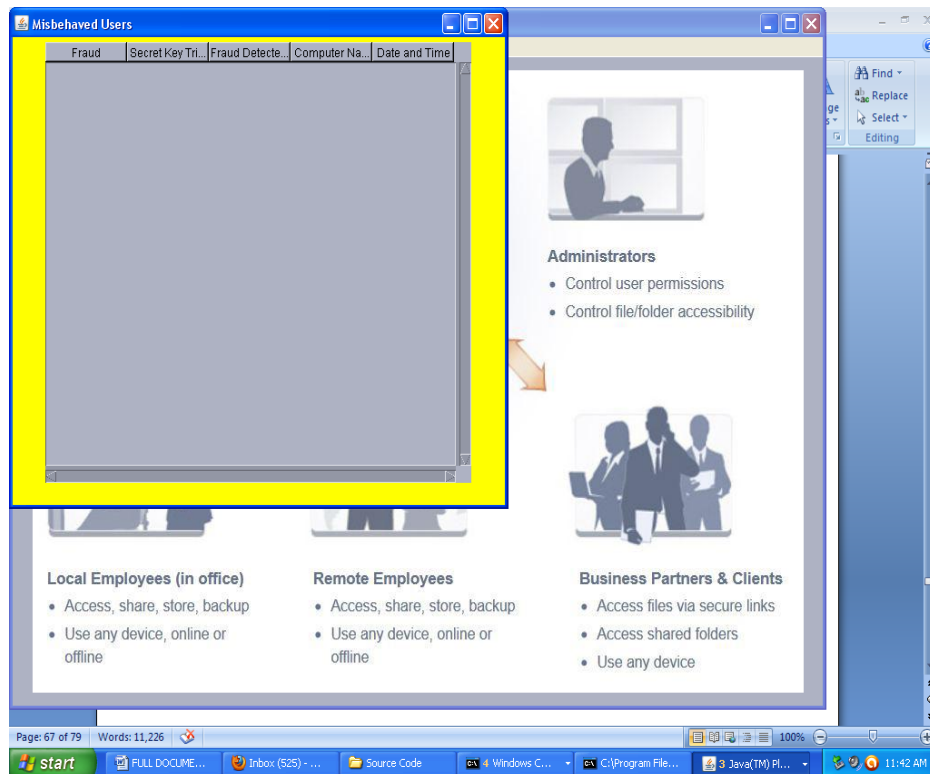 Misbehaved Users
Fraud Secret Key Tri... Fraud Detecte... Computer Na... Date and Time
Find
Replace
Select
Editing
Administrators
• Control user permissions
• Control file/folder accessibility
Local Employees (in office)
• Access, share, store, backup
• Use any device, online or
offline
Remote Employees
• Access, share, store, backup
• Use any device, online or
offline
Business Partners & Clients
• Access files via secure links
• Access shared folders
• Use any device
Page: 67 of 79 Words: 11,226 100%
start FULL DOCUME... Inbox (525) - ... Source Code 4 Windows C... C:\Program File... 3 Java(TM) Pl... 11:42 AM